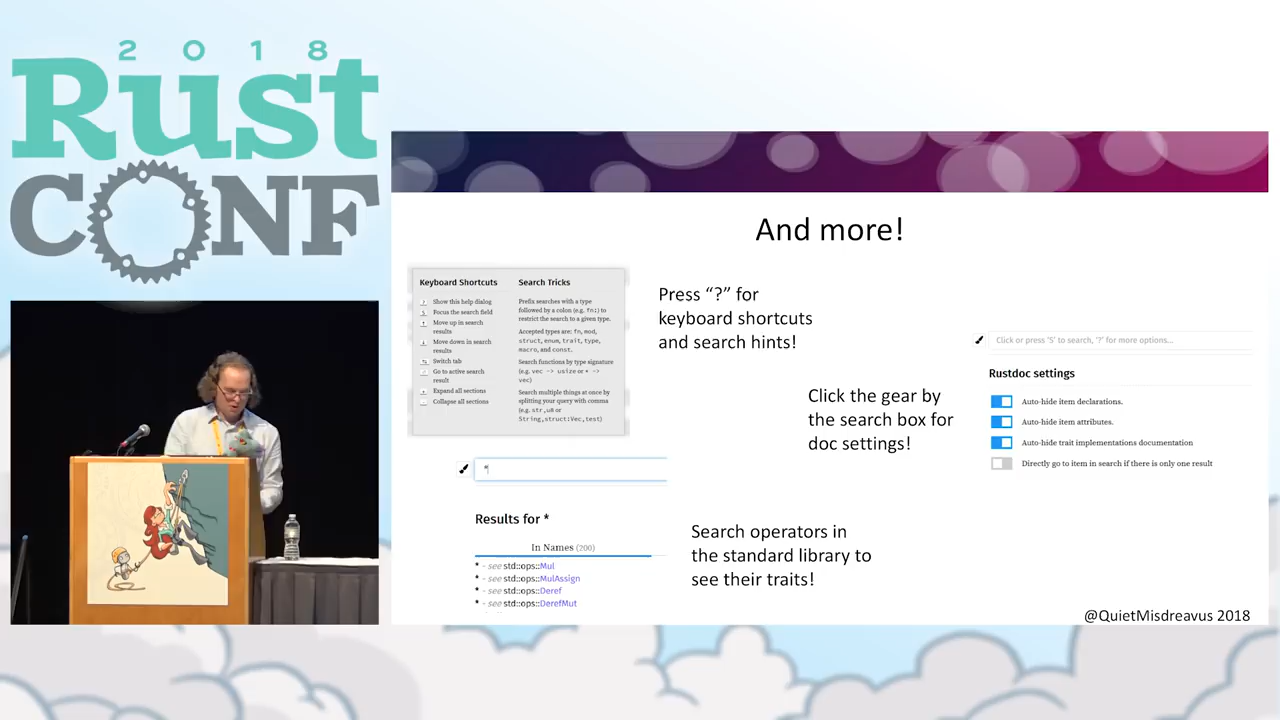 2018
Rust
CONF
And more!
Keyboard Shortcuts
? Show this help dialog
S Focus the search field
↑ Move up in search
results
↓ Move down in search
results
Switch tab
Go to active search
result
+ Expand all sections
- Collapse all sections
Search Tricks
Prefix searches with a type
followed by a colon (e.g. fn:) to
restrict the search to a given type.
Accepted types are: fn, mod,
struct, enum, trait, type,
macro, and const.
Search functions by type signature
(e.g. vec -> usize or * ->
vec)
Search multiple things at once by
splitting your query with comma
(e.g. str,u8 or
String,struct:Vec,test)
Press “?” for
keyboard shortcuts
and search hints!
Click the gear by
the search box for
doc settings!
Click or press ‘S’ to search, ‘?’ for more options...
Rustdoc settings
Auto-hide item declarations.
Auto-hide item attributes.
Auto-hide trait implementations documentation
Directly go to item in search if there is only one result
*
Results for *
In Names (200)
* - see std::ops::Mul
* - see std::ops::MulAssign
* - see std::ops::Deref
* - see std::ops::DerefMut
Search operators in
the standard library to
see their traits!
@QuietMisdreavus 2018